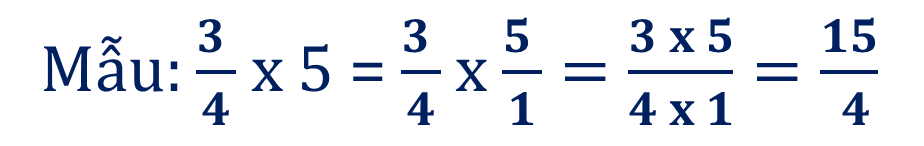 Mẫu: 3/4 x 5 = 3/4 x 5/1 = 3 x 5/4 x 1 = 15/4